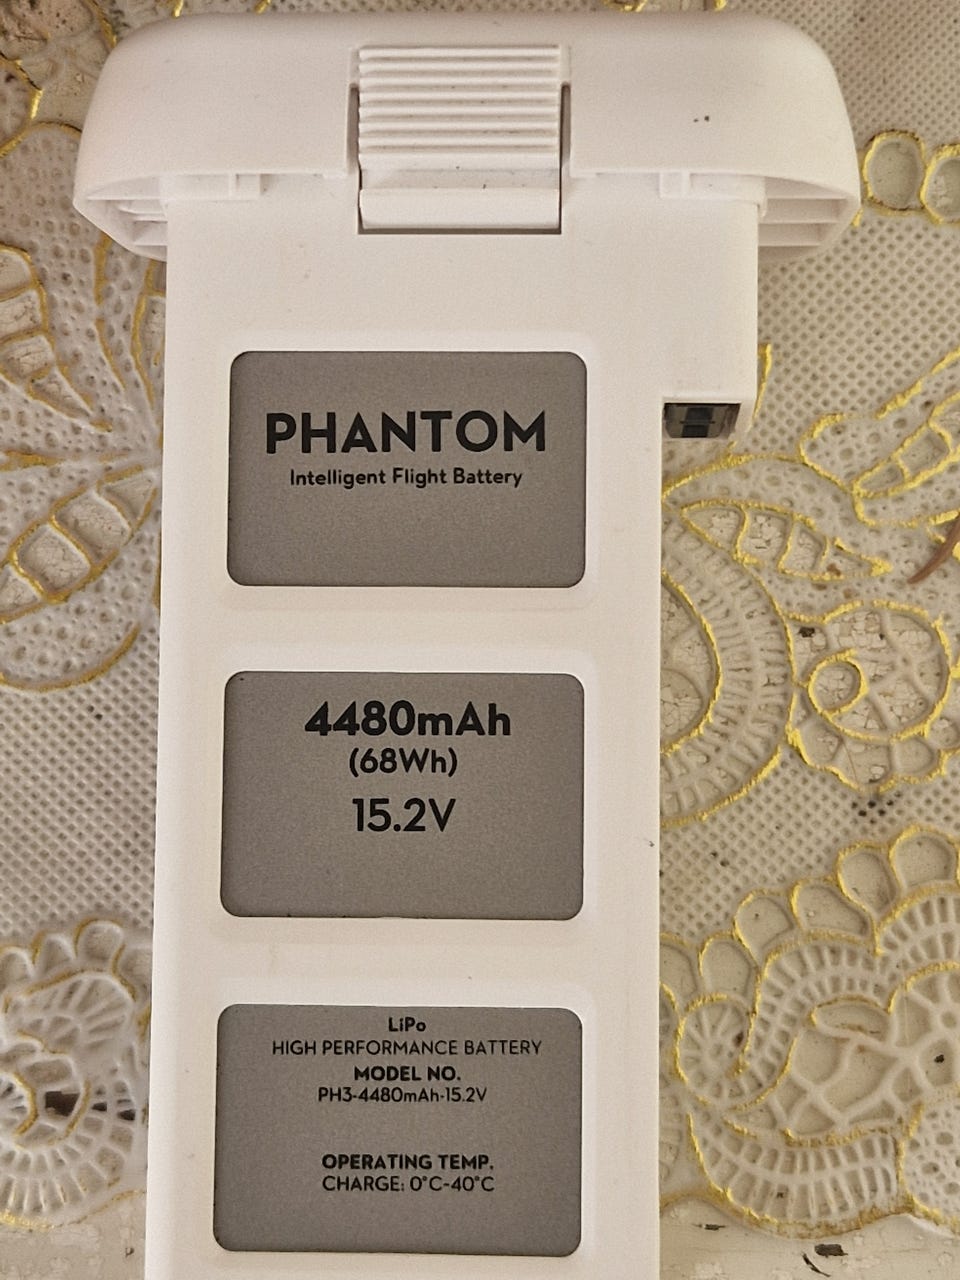 PHANTOM
Intelligent Flight Battery
4480mAh
(68Wh)
15.2V
LiPo
HIGH PERFORMANCE BATTERY
MODEL NO.
PH3-4480mAh-15.2V
OPERATING TEMP.
CHARGE: 0°C-40°C